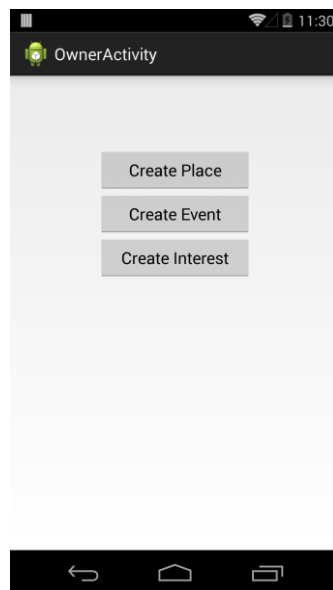 11:30
OwnerActivity
Create Place
Create Event
Create Interest